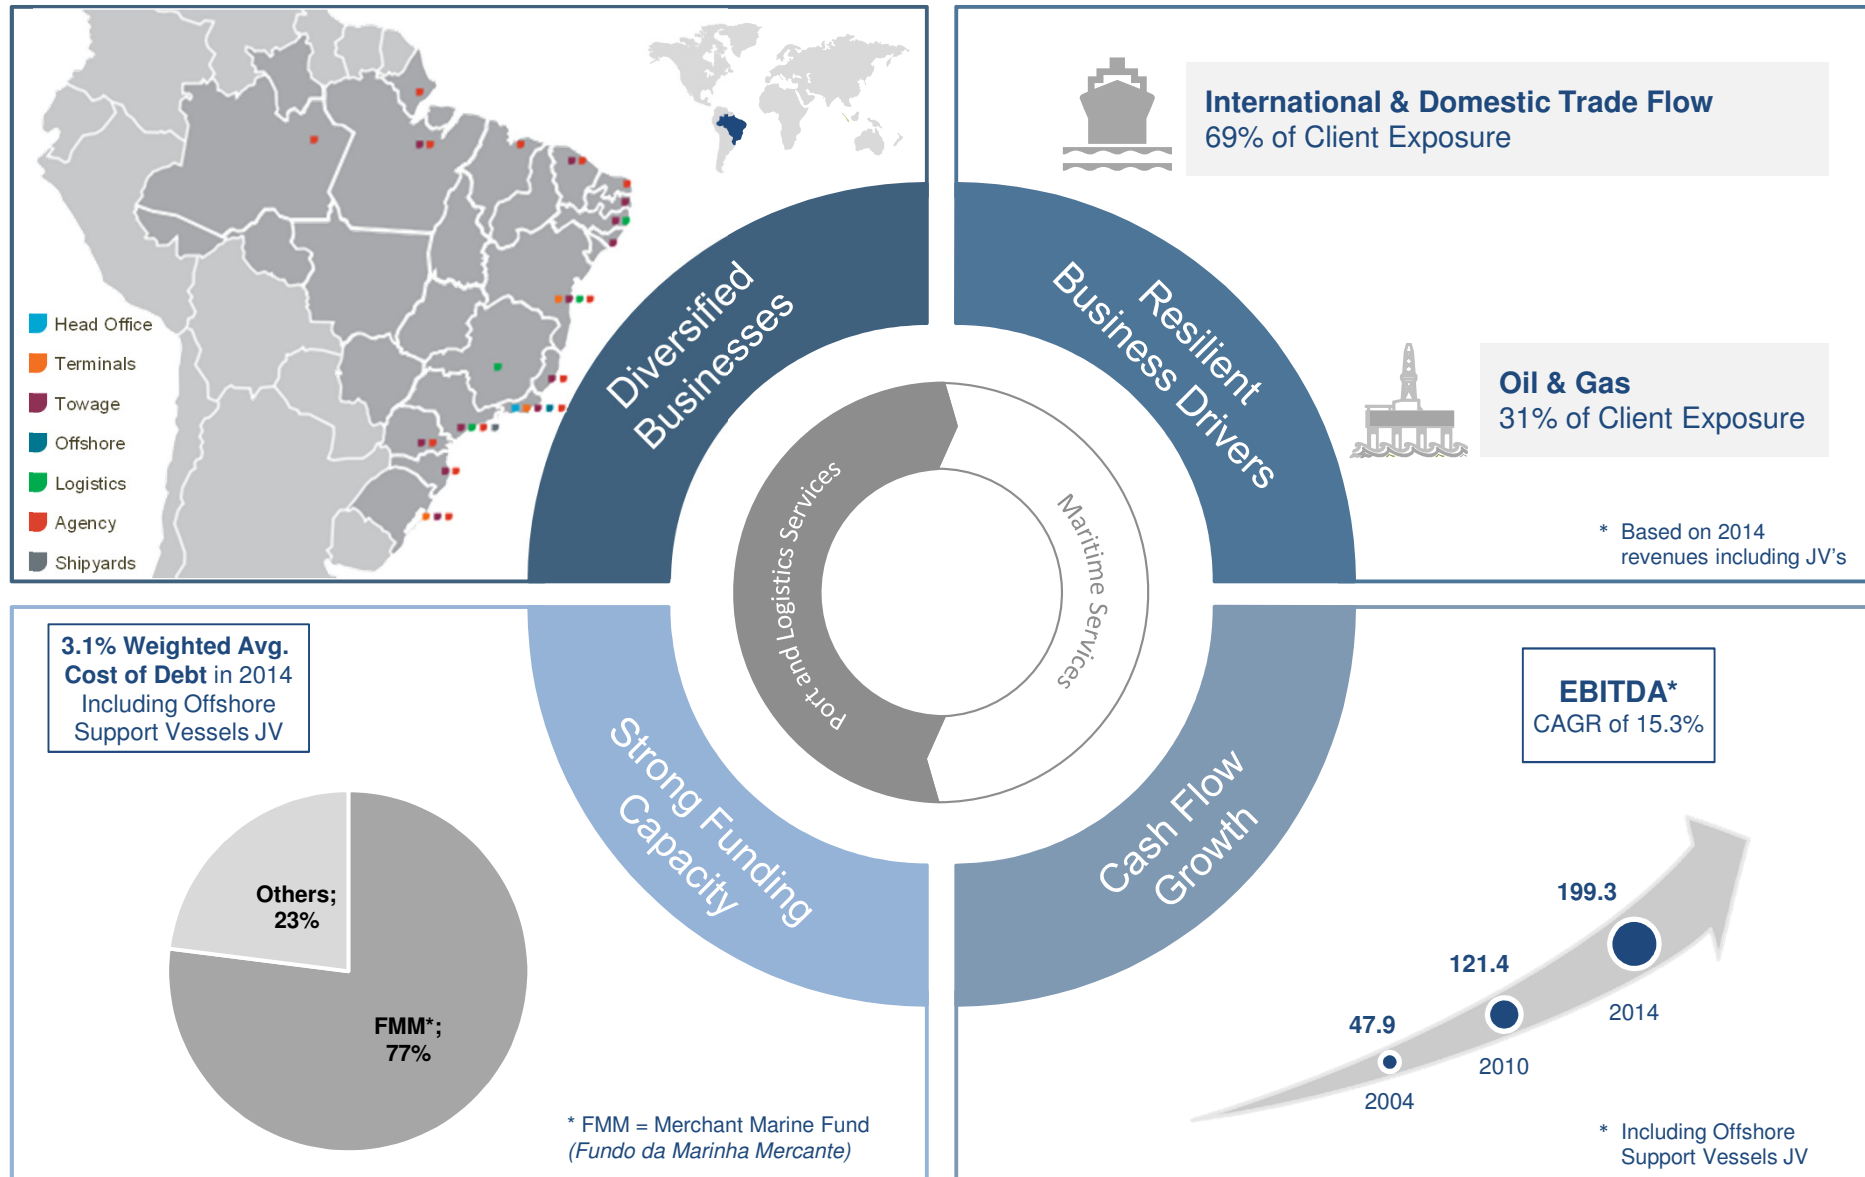 Head Office
Terminals
Towage
Offshore
Logistics
Agency
Shipyards
Diversified
Businesses
International & Domestic Trade Flow
69% of Client Exposure
Oil & Gas
31% of Client Exposure
* Based on 2014
revenues including JV's
Resilient
Business Drivers
Port and Logistics Services
Maritime Services
3.1% Weighted Avg.
Cost of Debt in 2014
Including Offshore
Support Vessels JV
Others;
23%
FMM*;
77%
* FMM = Merchant Marine Fund
(Fundo da Marinha Mercante)
Strong Funding
Capacity
Cash Flow
Growth
EBITDA*
CAGR of 15.3%
199.3
121.4
47.9
2014
2010
2004
* Including Offshore
Support Vessels JV